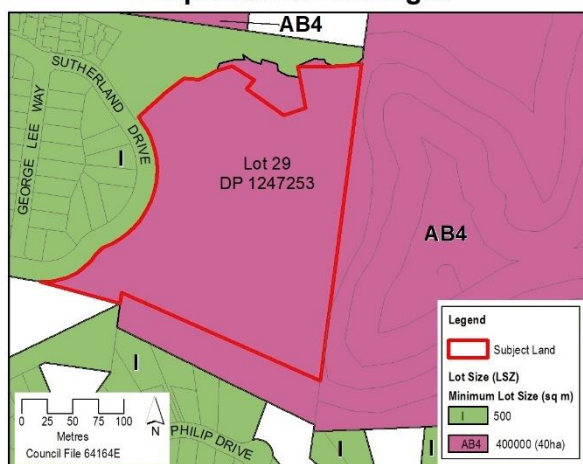 AB4
SUTHERLAND DRIVE
GEORGE LEE WAY
I
Lot 29
DP 1247253
AB4
I
PHILIP DRIVE
I
I
0 25 50 75 100
Metres
N
Council File 64164E
Legend
Subject Land
Lot Size (LSZ)
Minimum Lot Size (sq m)
I 500
AB4 400000 (40ha)